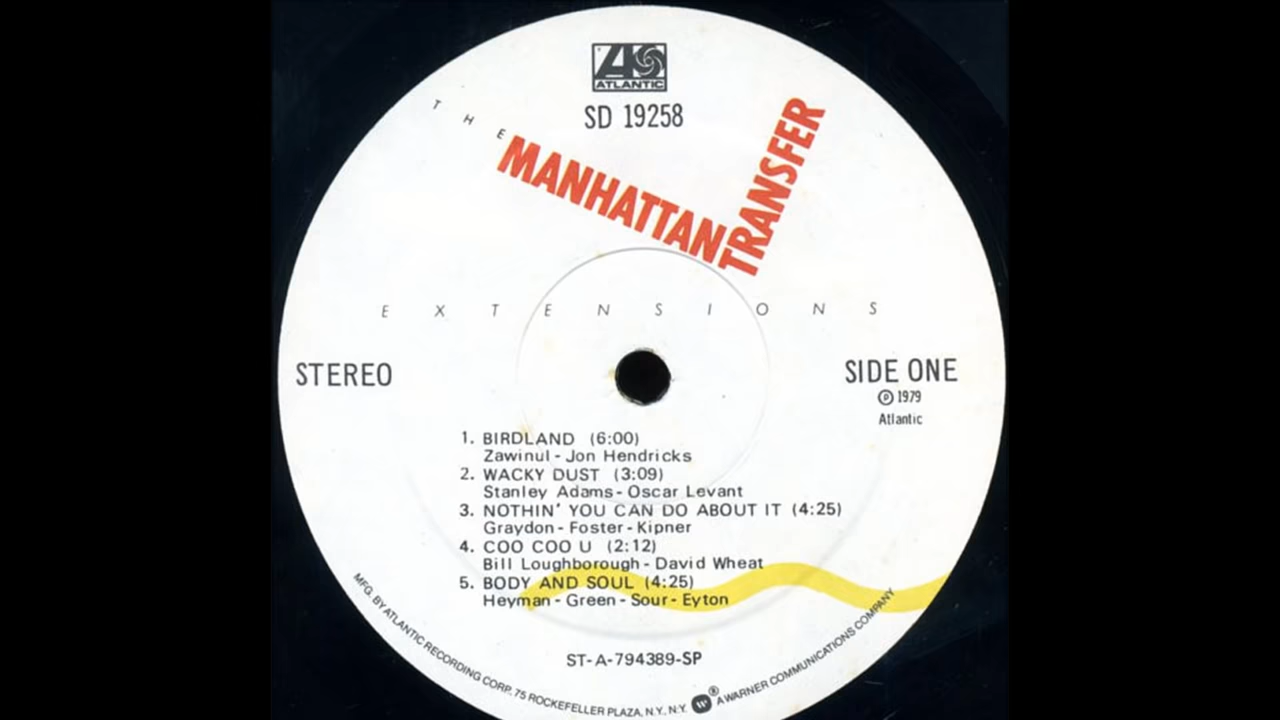 ATLANTIC
SD 19258
THE
MANHATTAN
TRANSFER
EXTENSIONS
STEREO
SIDE ONE
Ⓟ 1979
Atlantic
1. BIRDLAND (6:00)
Zawinul - Jon Hendricks
2. WACKY DUST (3:09)
Stanley Adams - Oscar Levant
3. NOTHIN' YOU CAN DO ABOUT IT (4:25)
Graydon - Foster - Kipner
4. COO COO U (2:12)
Bill Loughborough - David Wheat
5. BODY AND SOUL (4:25)
Heyman - Green - Sour - Eyton
ST-A-794389-SP
MFG. BY ATLANTIC RECORDING CORP., 75 ROCKEFELLER PLAZA, N.Y., N.Y. W ® A WARNER COMMUNICATIONS COMPANY